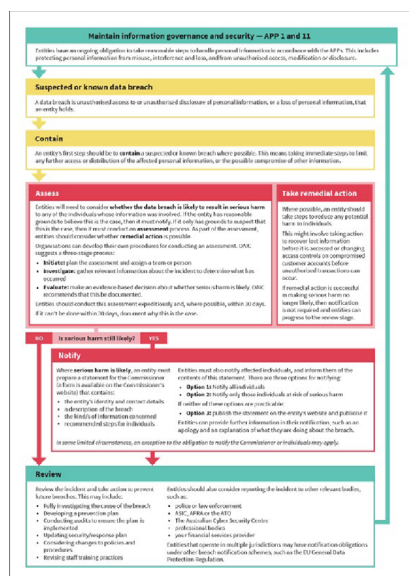 Maintain information governance and security — APP 1 and 11
Entities have an ongoing obligation to take reasonable steps to handle personal information in accordance with the APPs. This includes
protecting personal information from misuse, interference and loss, and from unauthorised access, modification or disclosure.
Suspected or known data breach
A data breach is unauthorised access to or unauthorised disclosure of personal information, or a loss of personal information, that
an entity holds.
Contain
An entity's first step should be to contain a suspected or known breach where possible. This means taking immediate steps to limit
any further access or distribution of the affected personal information, or the possible compromise of other information.
Assess
Entities will need to consider whether the data breach is likely to result in serious harm
to any of the individuals whose information was involved. If the entity has reasonable
grounds to believe this is the case, then it must notify. If it only has grounds to suspect that
this is the case, then it must conduct an assessment process. As part of the assessment,
entities should consider whether remedial action is possible.
Organisations can develop their own procedures for conducting an assessment. OAIC
suggests a three-stage process:
• Initiate: plan the assessment and assign a team or person
• Investigate: gather relevant information about the incident to determine what has
occurred
• Evaluate: make an evidence-based decision about whether serious harm is likely. OAIC
recommends that this be documented.
Entities should conduct this assessment expeditiously and, where possible, within 30 days.
If it can't be done within 30 days, document why this is the case.
Take remedial action
Where possible, an entity should
take steps to reduce any potential
harm to individuals.
This might involve taking action
to recover lost information
before it is accessed or changing
access controls on compromised
customer accounts before
unauthorised transactions can
occur.
If remedial action is successful
in making serious harm no
longer likely, then notification
is not required and entities can
progress to the review stage.
NO
Is serious harm still likely?
YES
Notify
Where serious harm is likely, an entity must
prepare a statement for the Commissioner
(a form is available on the Commissioner's
website) that contains:
• the entity's identity and contact details
• a description of the breach
• the kind/s of information concerned
• recommended steps for individuals
Entities must also notify affected individuals, and inform them of the
contents of this statement. There are three options for notifying:
• Option 1: Notify all individuals
• Option 2: Notify only those individuals at risk of serious harm
If neither of these options are practicable:
• Option 3: publish the statement on the entity's website and publicise it
Entities can provide further information in their notification, such as an
apology and an explanation of what they are doing about the breach.
In some limited circumstances, an exception to the obligation to notify the Commissioner or individuals may apply.
Review
Review the incident and take action to prevent
future breaches. This may include:
• Fully investigating the cause of the breach
• Developing a prevention plan
• Conducting audits to ensure the plan is
implemented
• Updating security/response plan
• Considering changes to policies and
procedures
• Revising staff training practices
Entities should also consider reporting the incident to other relevant bodies,
such as:
• police or law enforcement
• ASIC, APRA or the ATO
• The Australian Cyber Security Centre
• professional bodies
• your financial services provider
Entities that operate in multiple jurisdictions may have notification obligations
under other breach notification schemes, such as the EU General Data
Protection Regulation.